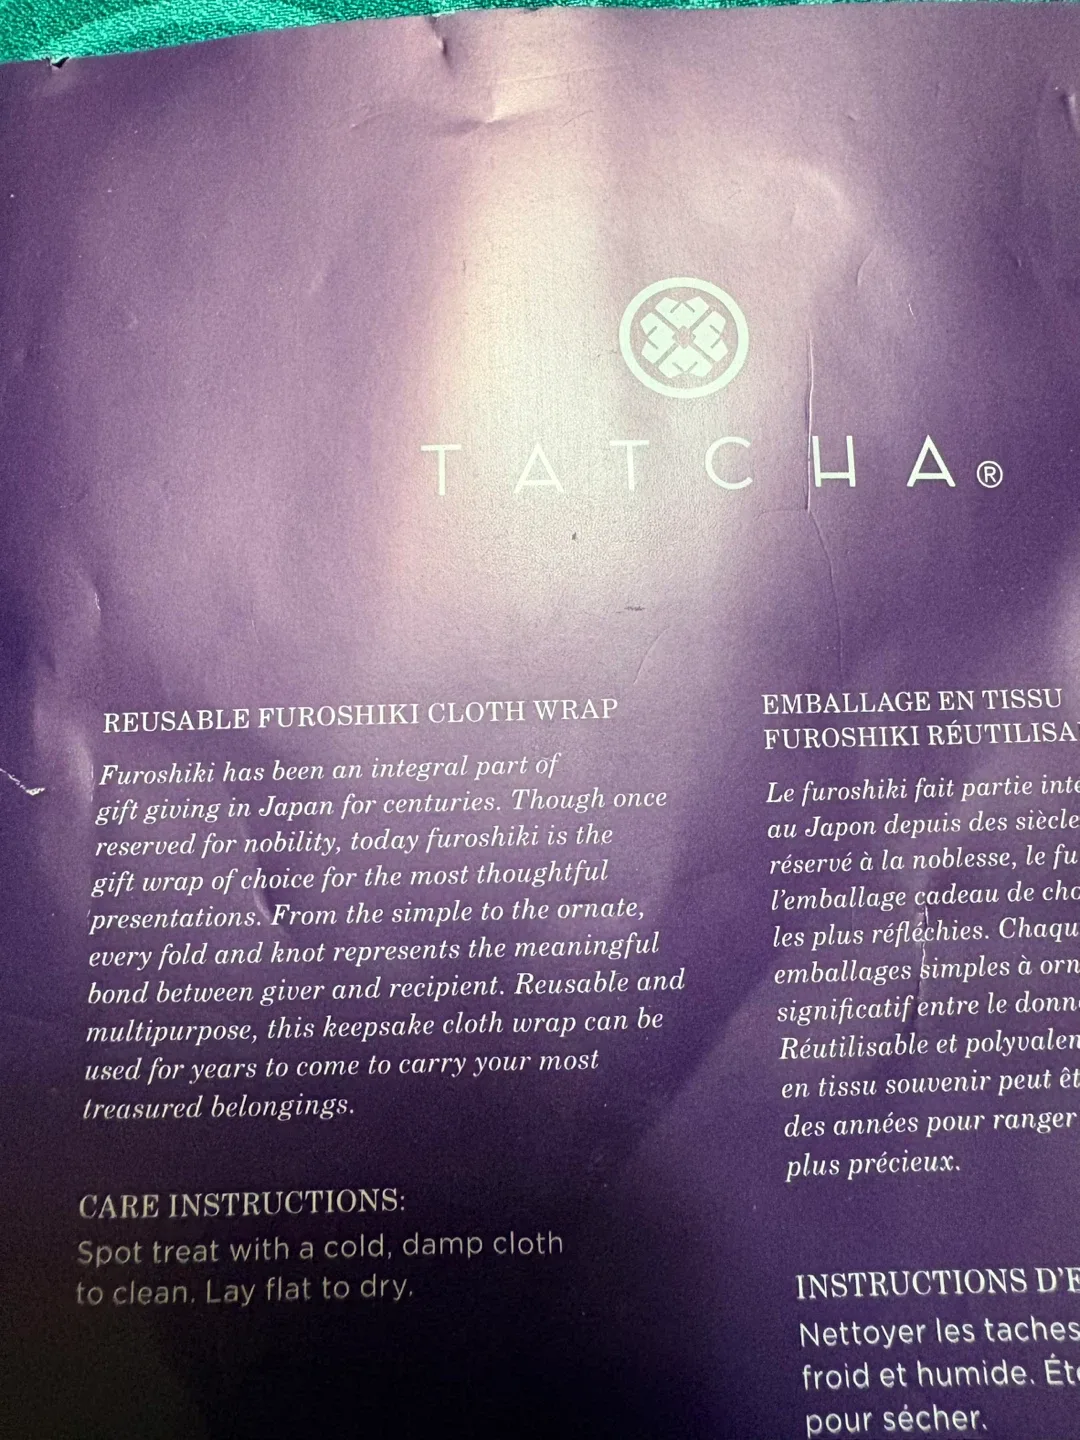 TATCHA®
REUSABLE FUROSHIKI CLOTH WRAP
Furoshiki has been an integral part of
gift giving in Japan for centuries. Though once
reserved for nobility, today furoshiki is the
gift wrap of choice for the most thoughtful
presentations. From the simple to the ornate,
every fold and knot represents the meaningful
bond between giver and recipient. Reusable and
multipurpose, this keepsake cloth wrap can be
used for years to come to carry your most
treasured belongings.
CARE INSTRUCTIONS:
Spot treat with a cold, damp cloth
to clean. Lay flat to dry.
EMBALLAGE EN TISSU
FUROSHIKI
Le furoshiki fait partie
au Japon depuis des
réservé à la noblesse, le
l'emballage cadeau de
les plus réfléchies.
emballages simples à
significatif entre le
Réutilisable et
en tissu souvenir peut
des années pour ranger
plus précieux.
INSTRUCTIONS
Nettoyer les taches
froid et humide.
pour sécher.